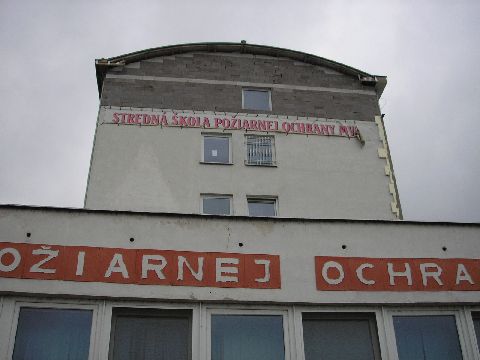 STREDNÁ ŠKOLA POŽIARNEJ OCHRANY MV
OŽIARNEJ OCHRA